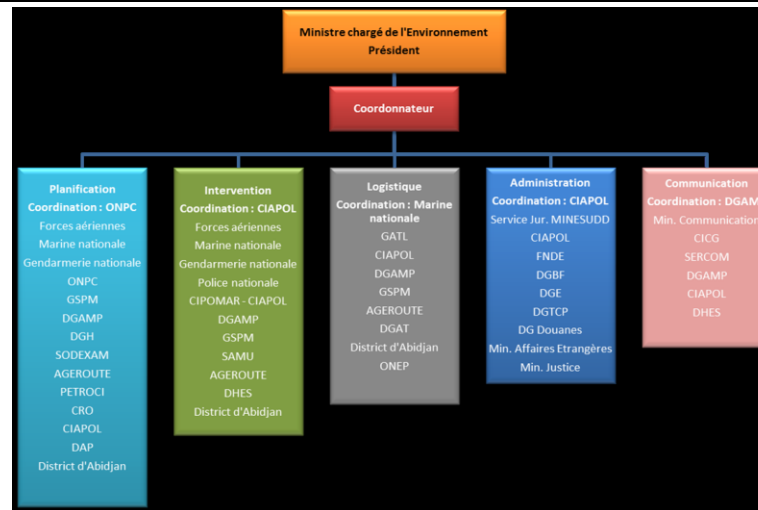 Ministre chargé de l'Environnement
Président
Coordonnateur
Planification
Coordination : ONPC
Forces aériennes
Marine nationale
Gendarmerie nationale
ONPC
GSPM
DGAMP
DGH
SODEXAM
AGEROUTE
PETROCI
CRO
CIAPOL
DAP
District d'Abidjan
Intervention
Coordination : CIAPOL
Forces aériennes
Marine nationale
Gendarmerie nationale
Police nationale
CIPOMAR - CIAPOL
DGAMP
GSPM
SAMU
AGEROUTE
DHES
District d'Abidjan
Logistique
Coordination : Marine
nationale
GATL
CIAPOL
DGAMP
GSPM
AGEROUTE
DGAT
District d'Abidjan
ONEP
Administration
Coordination : CIAPOL
Service Jur. MINESUDD
CIAPOL
FNDE
DGBF
DGE
DGTCP
DG Douanes
Min. Affaires Etrangères
Min. Justice
Communication
Coordination : DGAM
Min. Communication
CICG
SERCOM
DGAMP
CIAPOL
DHES